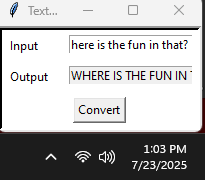 Text...
Input here is the fun in that?
Output WHERE IS THE FUN IN
Convert
1:03 PM
7/23/2025